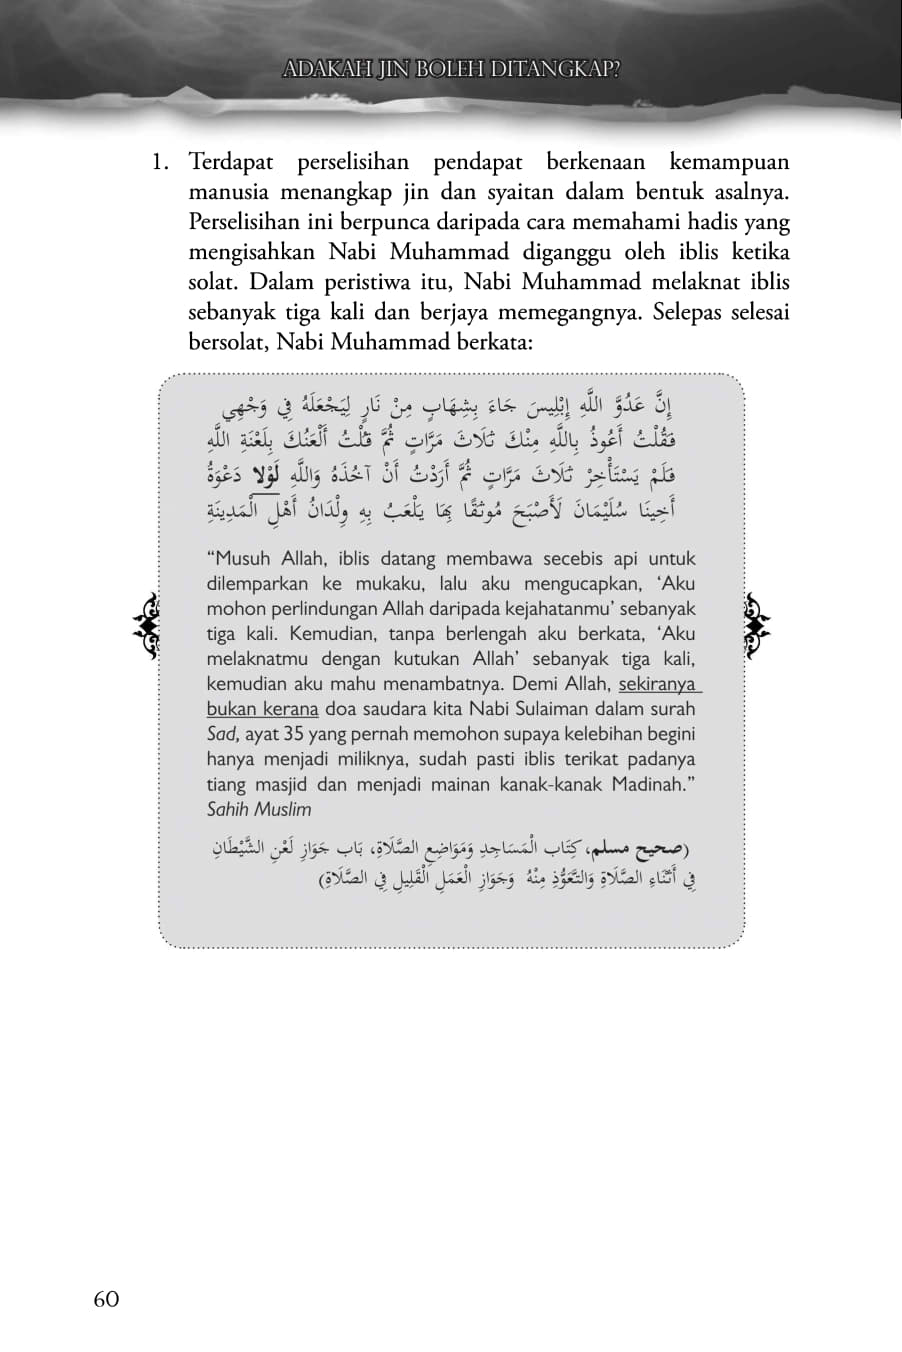 ADAKAH JIN BOLEH DITANGKAP?
1. Terdapat perselisihan pendapat berkenaan kemampuan
manusia menangkap jin dan syaitan dalam bentuk asalnya.
Perselisihan ini berpunca daripada cara memahami hadis yang
mengisahkan Nabi Muhammad diganggu oleh iblis ketika
solat. Dalam peristiwa itu, Nabi Muhammad melaknat iblis
sebanyak tiga kali dan berjaya memegangnya. Selepas selesai
bersolat, Nabi Muhammad berkata:
إِنَّ عَدُوَّ اللَّهِ إِبْلِيسَ جَاءَ بِشِهَابٍ مِنْ نَارٍ لِيَجْعَلَهُ فِي وَجْهِي
فَقُلْتُ أَعُوذُ بِاللَّهِ مِنْكَ ثَلَاثَ مَرَّاتٍ ثُمَّ قُلْتُ أَلْعَنُكَ بِلَعْنَةِ اللَّهِ
فَلَمْ يَسْتَأْخِرْ ثَلَاثَ مَرَّاتٍ ثُمَّ أَرَدْتُ أَنْ آخُذَهُ وَاللَّهِ لَوْلا دَعْوَةُ
أَخِينَا سُلَيْمَانَ لَأَصْبَحَ مُوثَقًا بِهَا يَلْعَبُ بِهِ وِلْدَانُ أَهْلِ الْمَدِينَةِ
“Musuh Allah, iblis datang membawa secebis api untuk
dilemparkan ke mukaku, lalu aku mengucapkan, ‘Aku
mohon perlindungan Allah daripada kejahatanmu’ sebanyak
tiga kali. Kemudian, tanpa berlengah aku berkata, ‘Aku
melaknatmu dengan kutukan Allah’ sebanyak tiga kali,
kemudian aku mahu menambatnya. Demi Allah, sekiranya
bukan kerana doa saudara kita Nabi Sulaiman dalam surah
Sad, ayat 35 yang pernah memohon supaya kelebihan begini
hanya menjadi miliknya, sudah pasti iblis terikat padanya
tiang masjid dan menjadi mainan kanak-kanak Madinah.”
Sahih Muslim
(صحيح مسلم، كِتَاب الْمَسَاجِدِ وَمَوَاضِعِ الصَّلَاةِ، بَاب جَوَازِ لَعْنِ الشَّيْطَانِ
فِي أَثْنَاءِ الصَّلَاةِ وَالتَّعَوُّذِ مِنْهُ وَجَوَازِ الْعَمَلِ الْقَلِيلِ فِي الصَّلَاةِ)
60